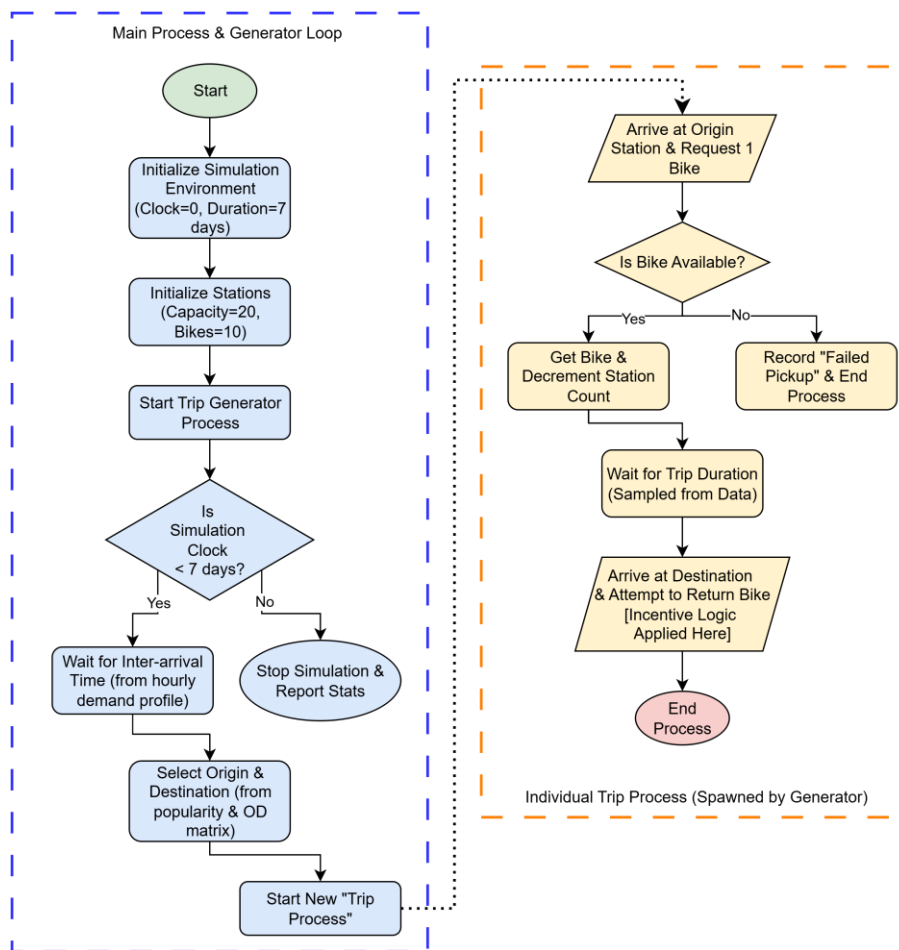 Main Process & Generator Loop
Start
Initialize Simulation
Environment
(Clock=0, Duration=7
days)
Initialize Stations
(Capacity=20,
Bikes=10)
Start Trip Generator
Process
Is
Simulation
Clock
< 7 days?
Yes
No
Wait for Inter-arrival
Time (from hourly
demand profile)
Stop Simulation &
Report Stats
Select Origin &
Destination (from
popularity & OD
matrix)
Start New "Trip
Process"
Arrive at Origin
Station & Request 1
Bike
Is Bike Available?
Yes
No
Get Bike &
Decrement Station
Count
Record "Failed
Pickup" & End
Process
Wait for Trip Duration
(Sampled from Data)
Arrive at Destination
& Attempt to Return Bike
[Incentive Logic
Applied Here]
End
Process
Individual Trip Process (Spawned by Generator)